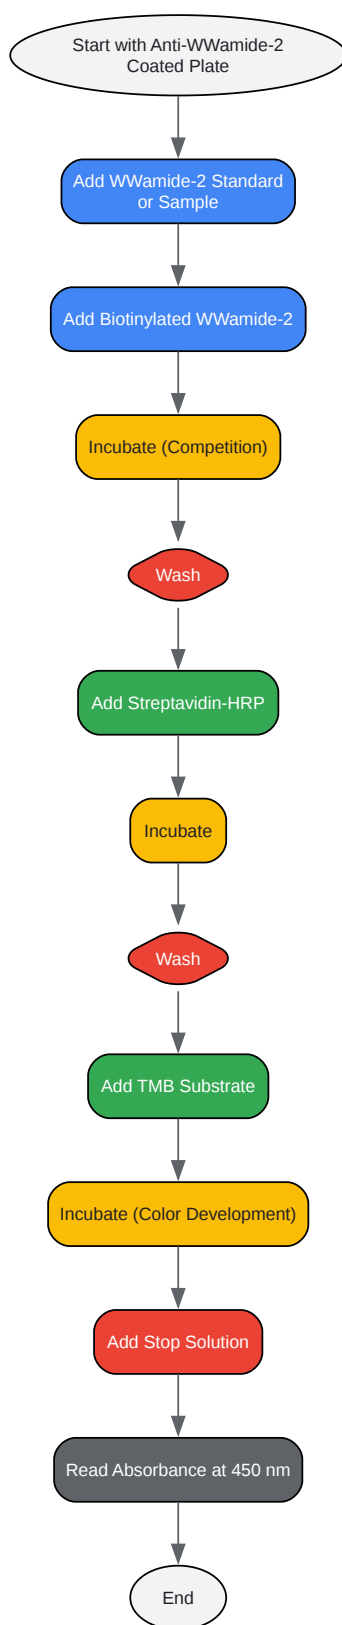 Start with Anti-WWamide-2
Coated Plate
Add WWamide-2 Standard
or Sample
Add Biotinylated WWamide-2
Incubate (Competition)
Wash
Add Streptavidin-HRP
Incubate
Wash
Add TMB Substrate
Incubate (Color Development)
Add Stop Solution
Read Absorbance at 450 nm
End